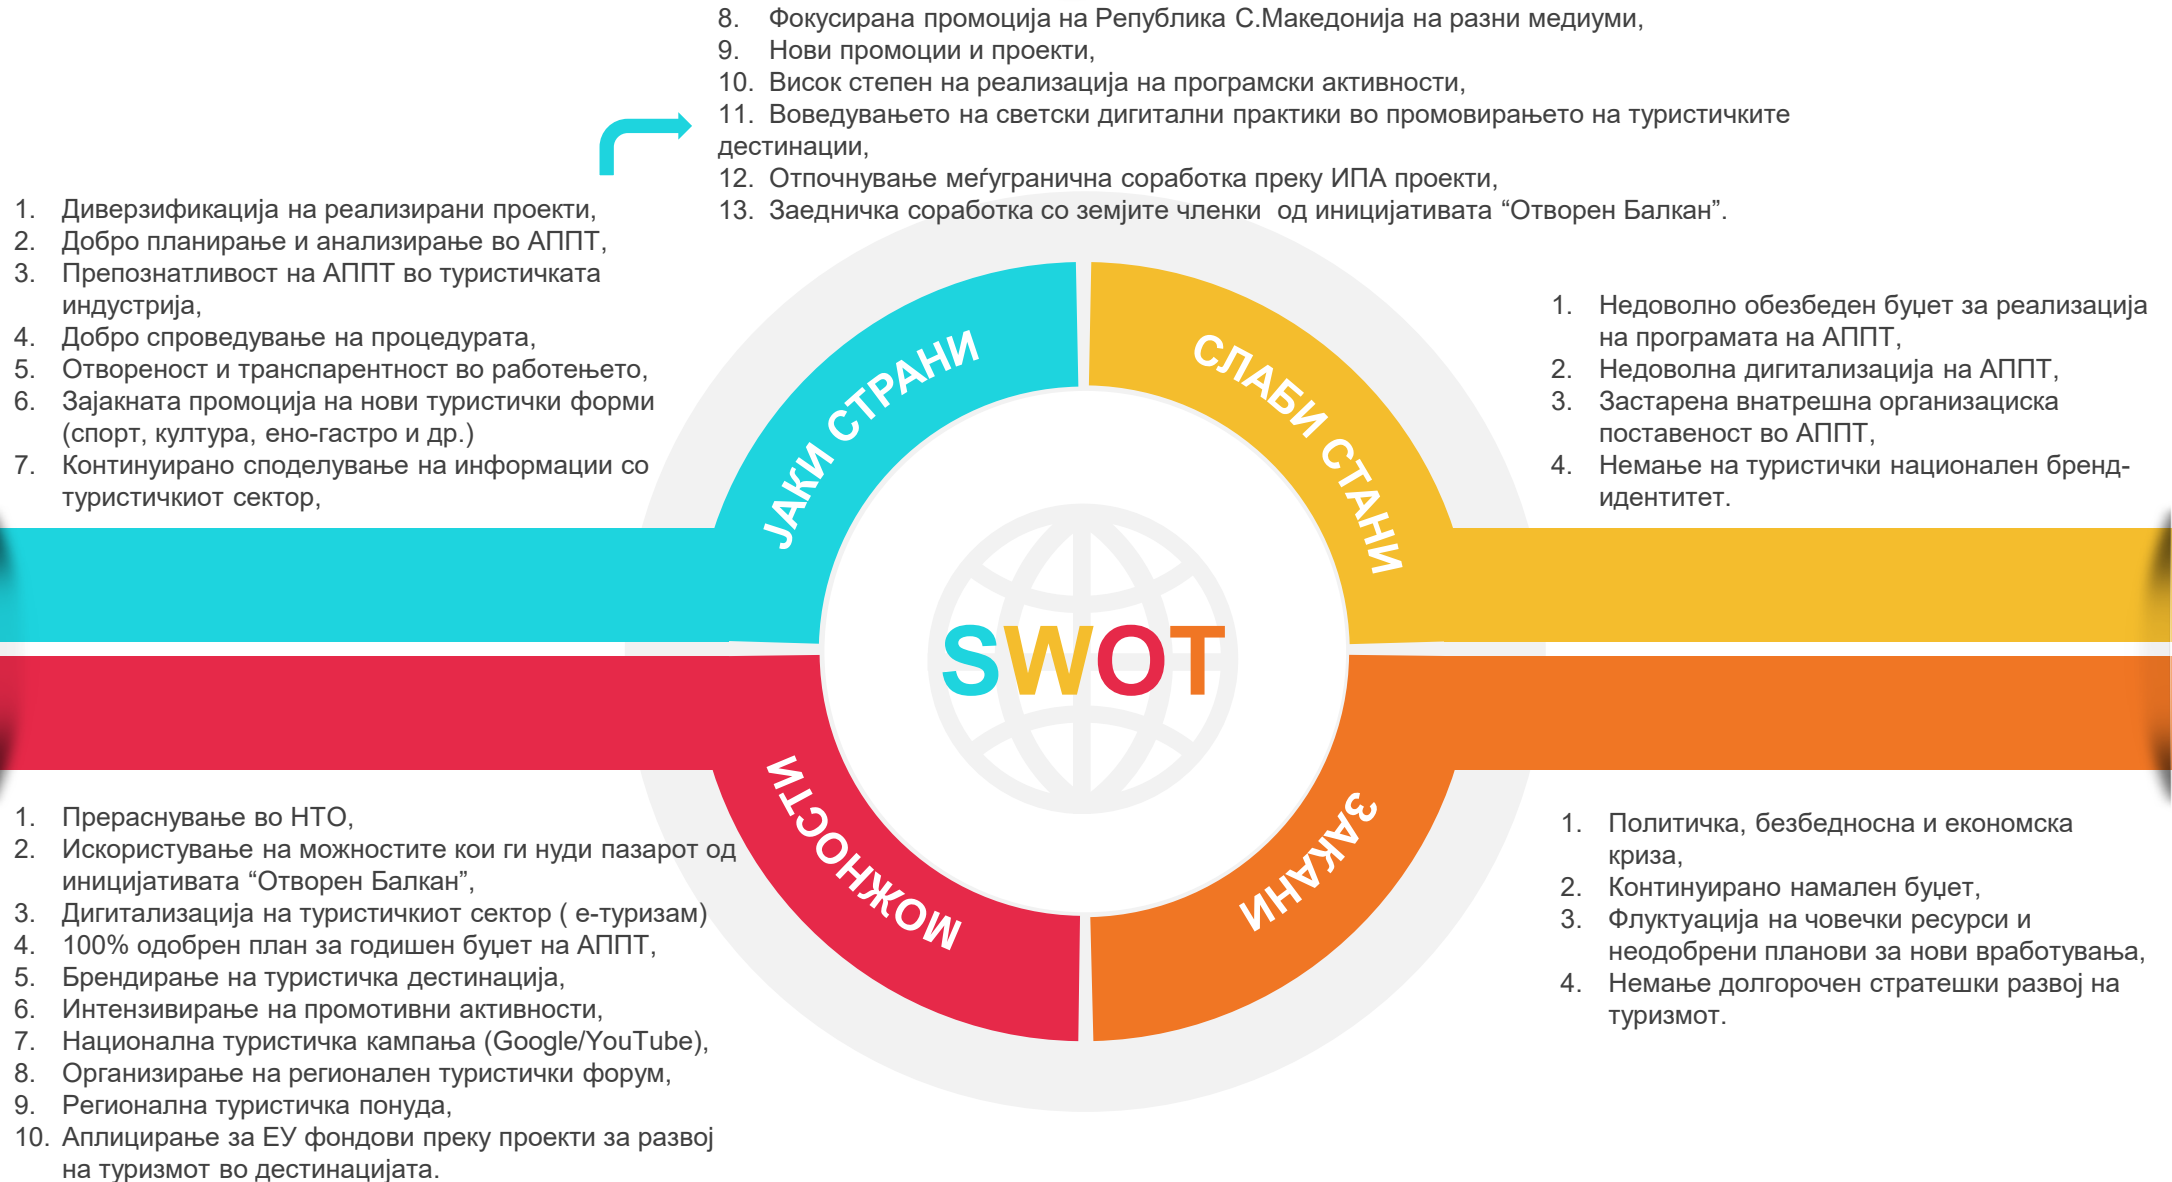 1. Диверзификација на реализирани проекти,
2. Добро планирање и анализирање во АППТ,
3. Препознатливост на АППТ во туристичката
индустрија,
4. Добро спроведување на процедурата,
5. Отвореност и транспарентност во работењето,
6. Зајакната промоција на нови туристички форми
(спорт, култура, ено-гастро и др.)
7. Континуирано споделување на информации со
туристичкиот сектор,
8. Фокусирана промоција на Република С.Македонија на разни медиуми,
9. Нови промоции и проекти,
10. Висок степен на реализација на програмски активности,
11. Воведувањето на светски дигитални практики во промовирањето на туристичките
дестинации,
12. Отпочнување меѓугранична соработка преку ИПА проекти,
13. Заедничка соработка со земјите членки од иницијативата “Отворен Балкан”.
ЈАКИ СТРАНИ
СЛАБИ СТАНИ
1. Недоволно обезбеден буџет за реализација
на програмата на АППТ,
2. Недоволна дигитализација на АППТ,
3. Застарена внатрешна организациска
поставеност во АППТ,
4. Немање на туристички национален бренд-
идентитет.
SWOT
МОЖНОСТИ
ЗАКАНИ
1. Прераснување во НТО,
2. Искористување на можностите кои ги нуди пазарот од
иницијативата “Отворен Балкан”,
3. Дигитализација на туристичкиот сектор ( е-туризам)
4. 100% одобрен план за годишен буџет на АППТ,
5. Брендирање на туристичка дестинација,
6. Интензивирање на промотивни активности,
7. Национална туристичка кампања (Google/YouTube),
8. Организирање на регионален туристички форум,
9. Регионална туристичка понуда,
10. Аплицирање за ЕУ фондови преку проекти за развој
на туризмот во дестинацијата.
1. Политичка, безбедносна и економска
криза,
2. Континуирано намален буџет,
3. Флуктуација на човечки ресурси и
неодобрени планови за нови вработувања,
4. Немање долгорочен стратешки развој на
туризмот.